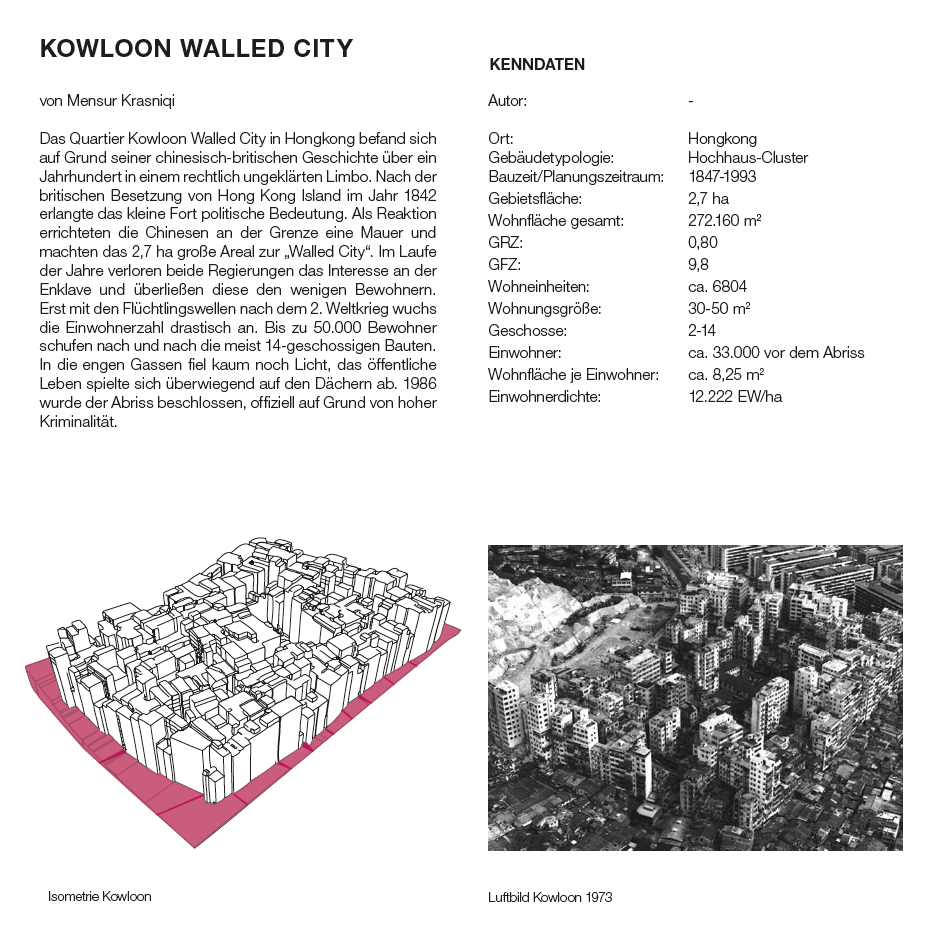 KOWLOON WALLED CITY
von Mensur Krasniqi
Das Quartier Kowloon Walled City in Hongkong befand sich
auf Grund seiner chinesisch-britischen Geschichte über ein
Jahrhundert in einem rechtlich ungeklärten Limbo. Nach der
britischen Besetzung von Hong Kong Island im Jahr 1842
erlangte das kleine Fort politische Bedeutung. Als Reaktion
errichteten die Chinesen an der Grenze eine Mauer und
machten das 2,7 ha große Areal zur „Walled City“. Im Laufe
der Jahre verloren beide Regierungen das Interesse an der
Enklave und überließen diese den wenigen Bewohnern.
Erst mit den Flüchtlingswellen nach dem 2. Weltkrieg wuchs
die Einwohnerzahl drastisch an. Bis zu 50.000 Bewohner
schufen nach und nach die meist 14-geschossigen Bauten.
In die engen Gassen fiel kaum noch Licht, das öffentliche
Leben spielte sich überwiegend auf den Dächern ab. 1986
wurde der Abriss beschlossen, offiziell auf Grund von hoher
Kriminalität.
KENNDATEN
Autor: -
Ort: Hongkong
Gebäudetypologie: Hochhaus-Cluster
Bauzeit/Planungszeitraum: 1847-1993
Gebietsfläche: 2,7 ha
Wohnfläche gesamt: 272.160 m²
GRZ: 0,80
GFZ: 9,8
Wohneinheiten: ca. 6804
Wohnungsgröße: 30-50 m²
Geschosse: 2-14
Einwohner: ca. 33.000 vor dem Abriss
Wohnfläche je Einwohner: ca. 8,25 m²
Einwohnerdichte: 12.222 EW/ha
Isometrie Kowloon
Luftbild Kowloon 1973